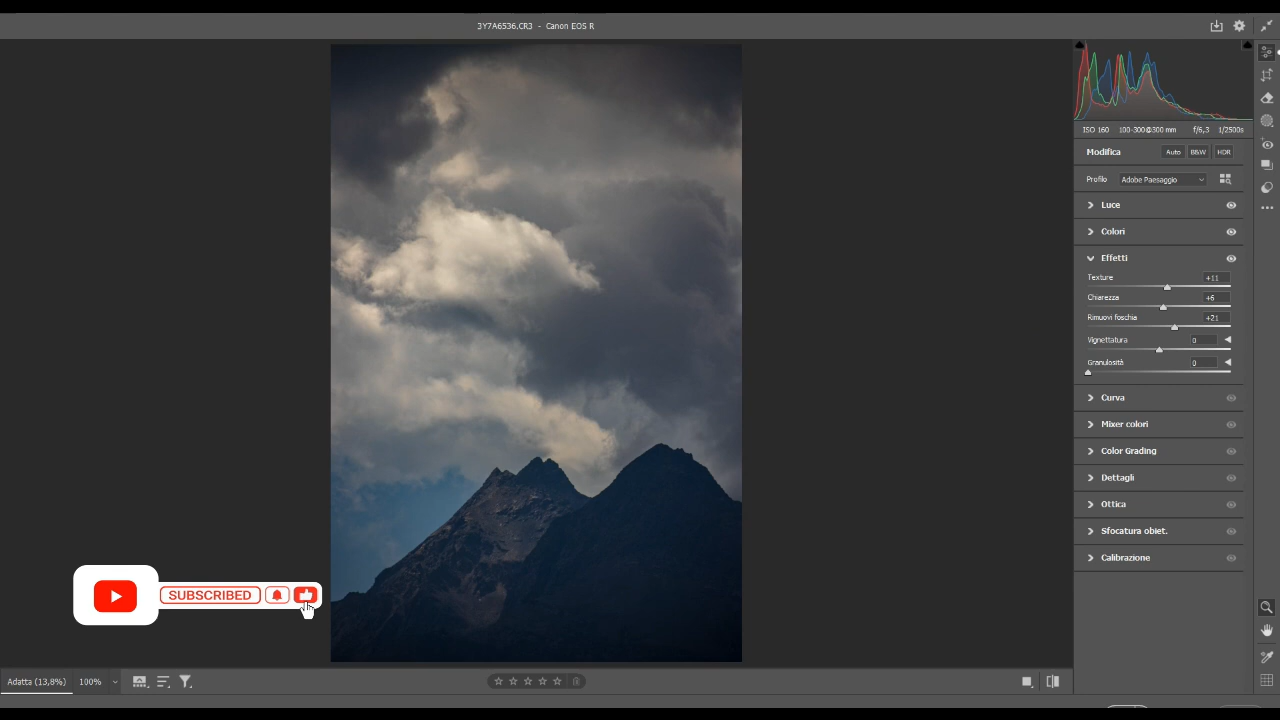 3Y7A6536.CR3 - Canon EOS R
ISO 160 100-300@300 mm f/6,3 1/2500s
Modifica Auto B&W HDR
Profilo Adobe Paesaggio
Luce
Colori
Effetti
Texture +11
Chiarezza +6
Rimuovi foschia +21
Vignettatura 0
Granulosità 0
Curva
Mixer colori
Color Grading
Dettagli
Ottica
Sfocatura obiet.
Calibrazione
SUBSCRIBED
Adatta (13,8%) 100%